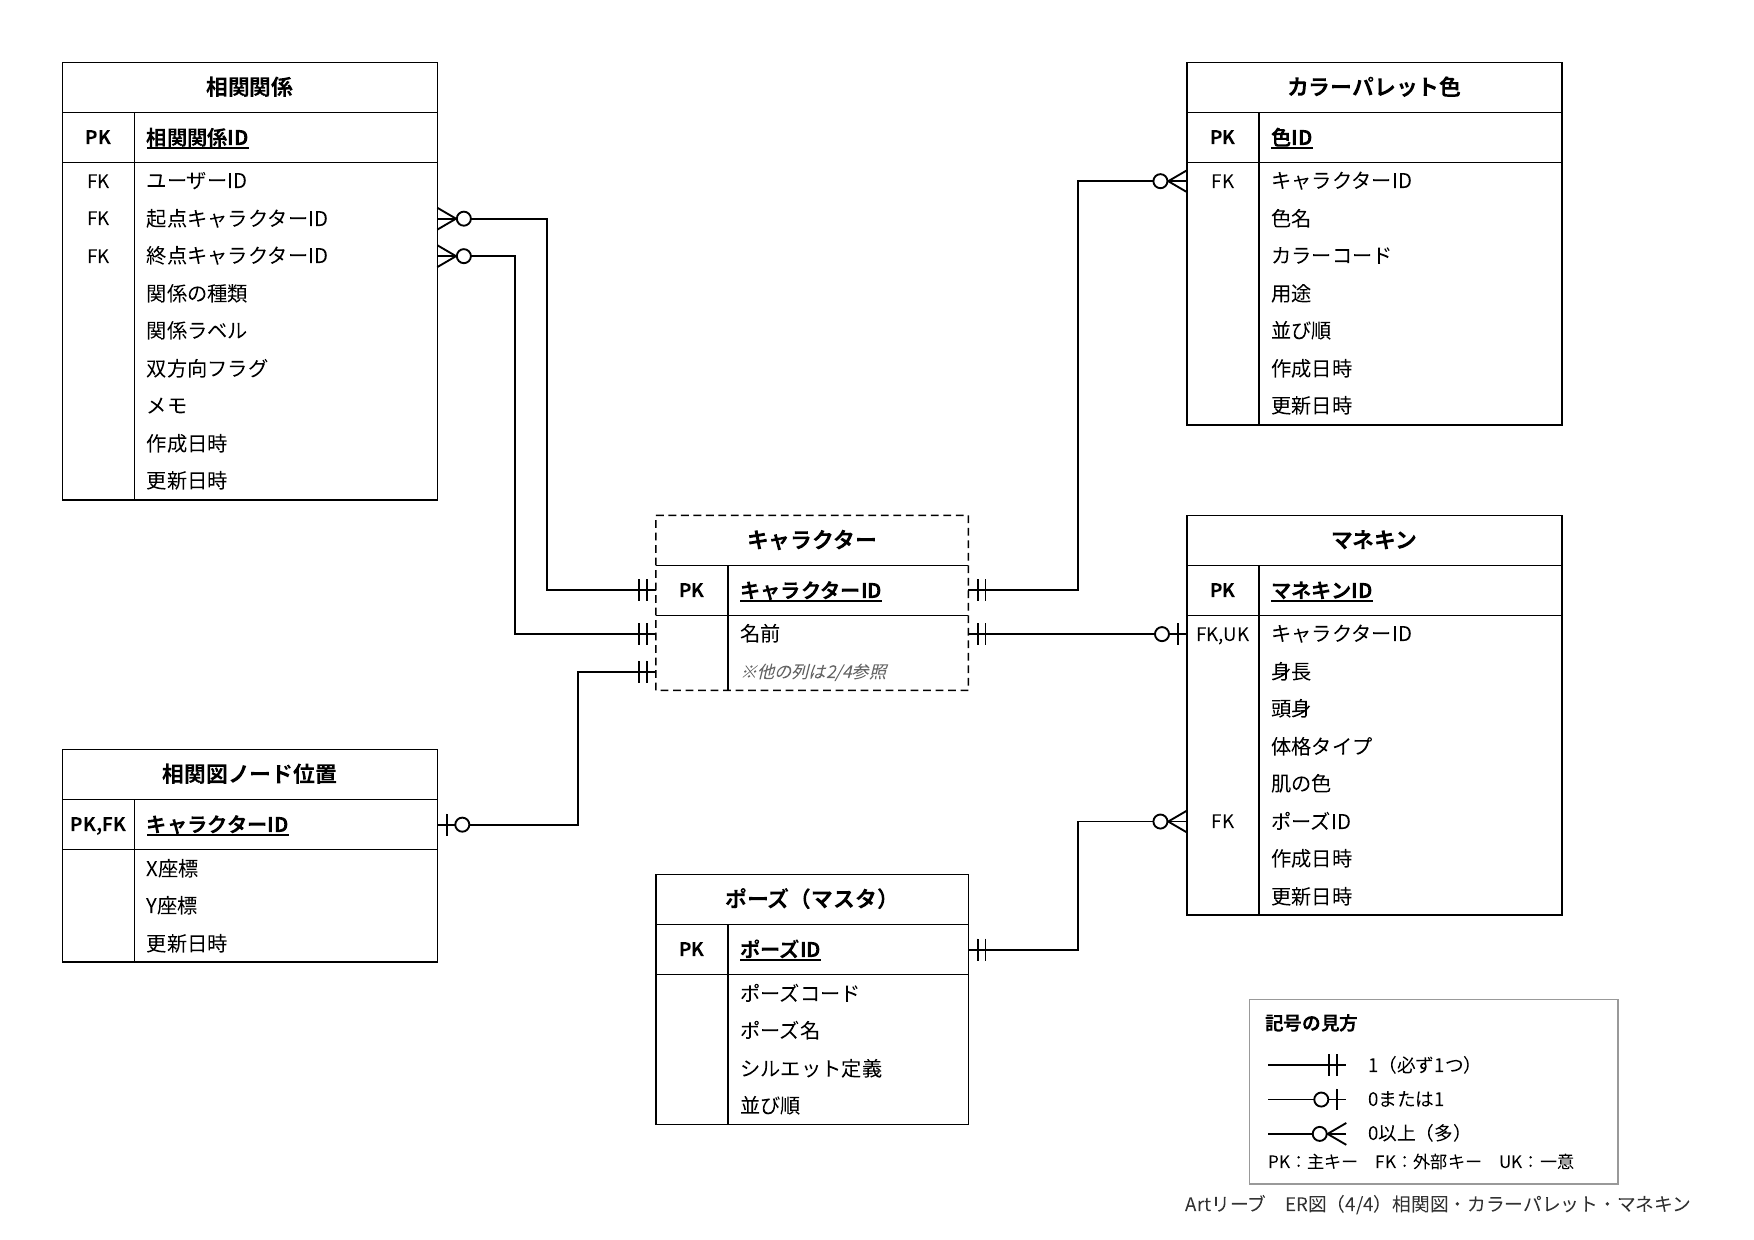 相関関係
PK 相関関係ID
FK ユーザーID
FK 起点キャラクターID
FK 終点キャラクターID
関係の種類
関係ラベル
双方向フラグ
メモ
作成日時
更新日時
カラーパレット色
PK 色ID
FK キャラクターID
色名
カラーコード
用途
並び順
作成日時
更新日時
キャラクター
PK キャラクターID
名前
※他の列は2/4参照
マネキン
PK マネキンID
FK,UK キャラクターID
身長
頭身
体格タイプ
肌の色
FK ポーズID
作成日時
更新日時
相関図ノード位置
PK,FK キャラクターID
X座標
Y座標
更新日時
ポーズ（マスタ）
PK ポーズID
ポーズコード
ポーズ名
シルエット定義
並び順
記号の見方
1（必ず1つ）
0または1
0以上（多）
PK：主キー　FK：外部キー　UK：一意
Artリーブ　ER図（4/4）相関図・カラーパレット・マネキン